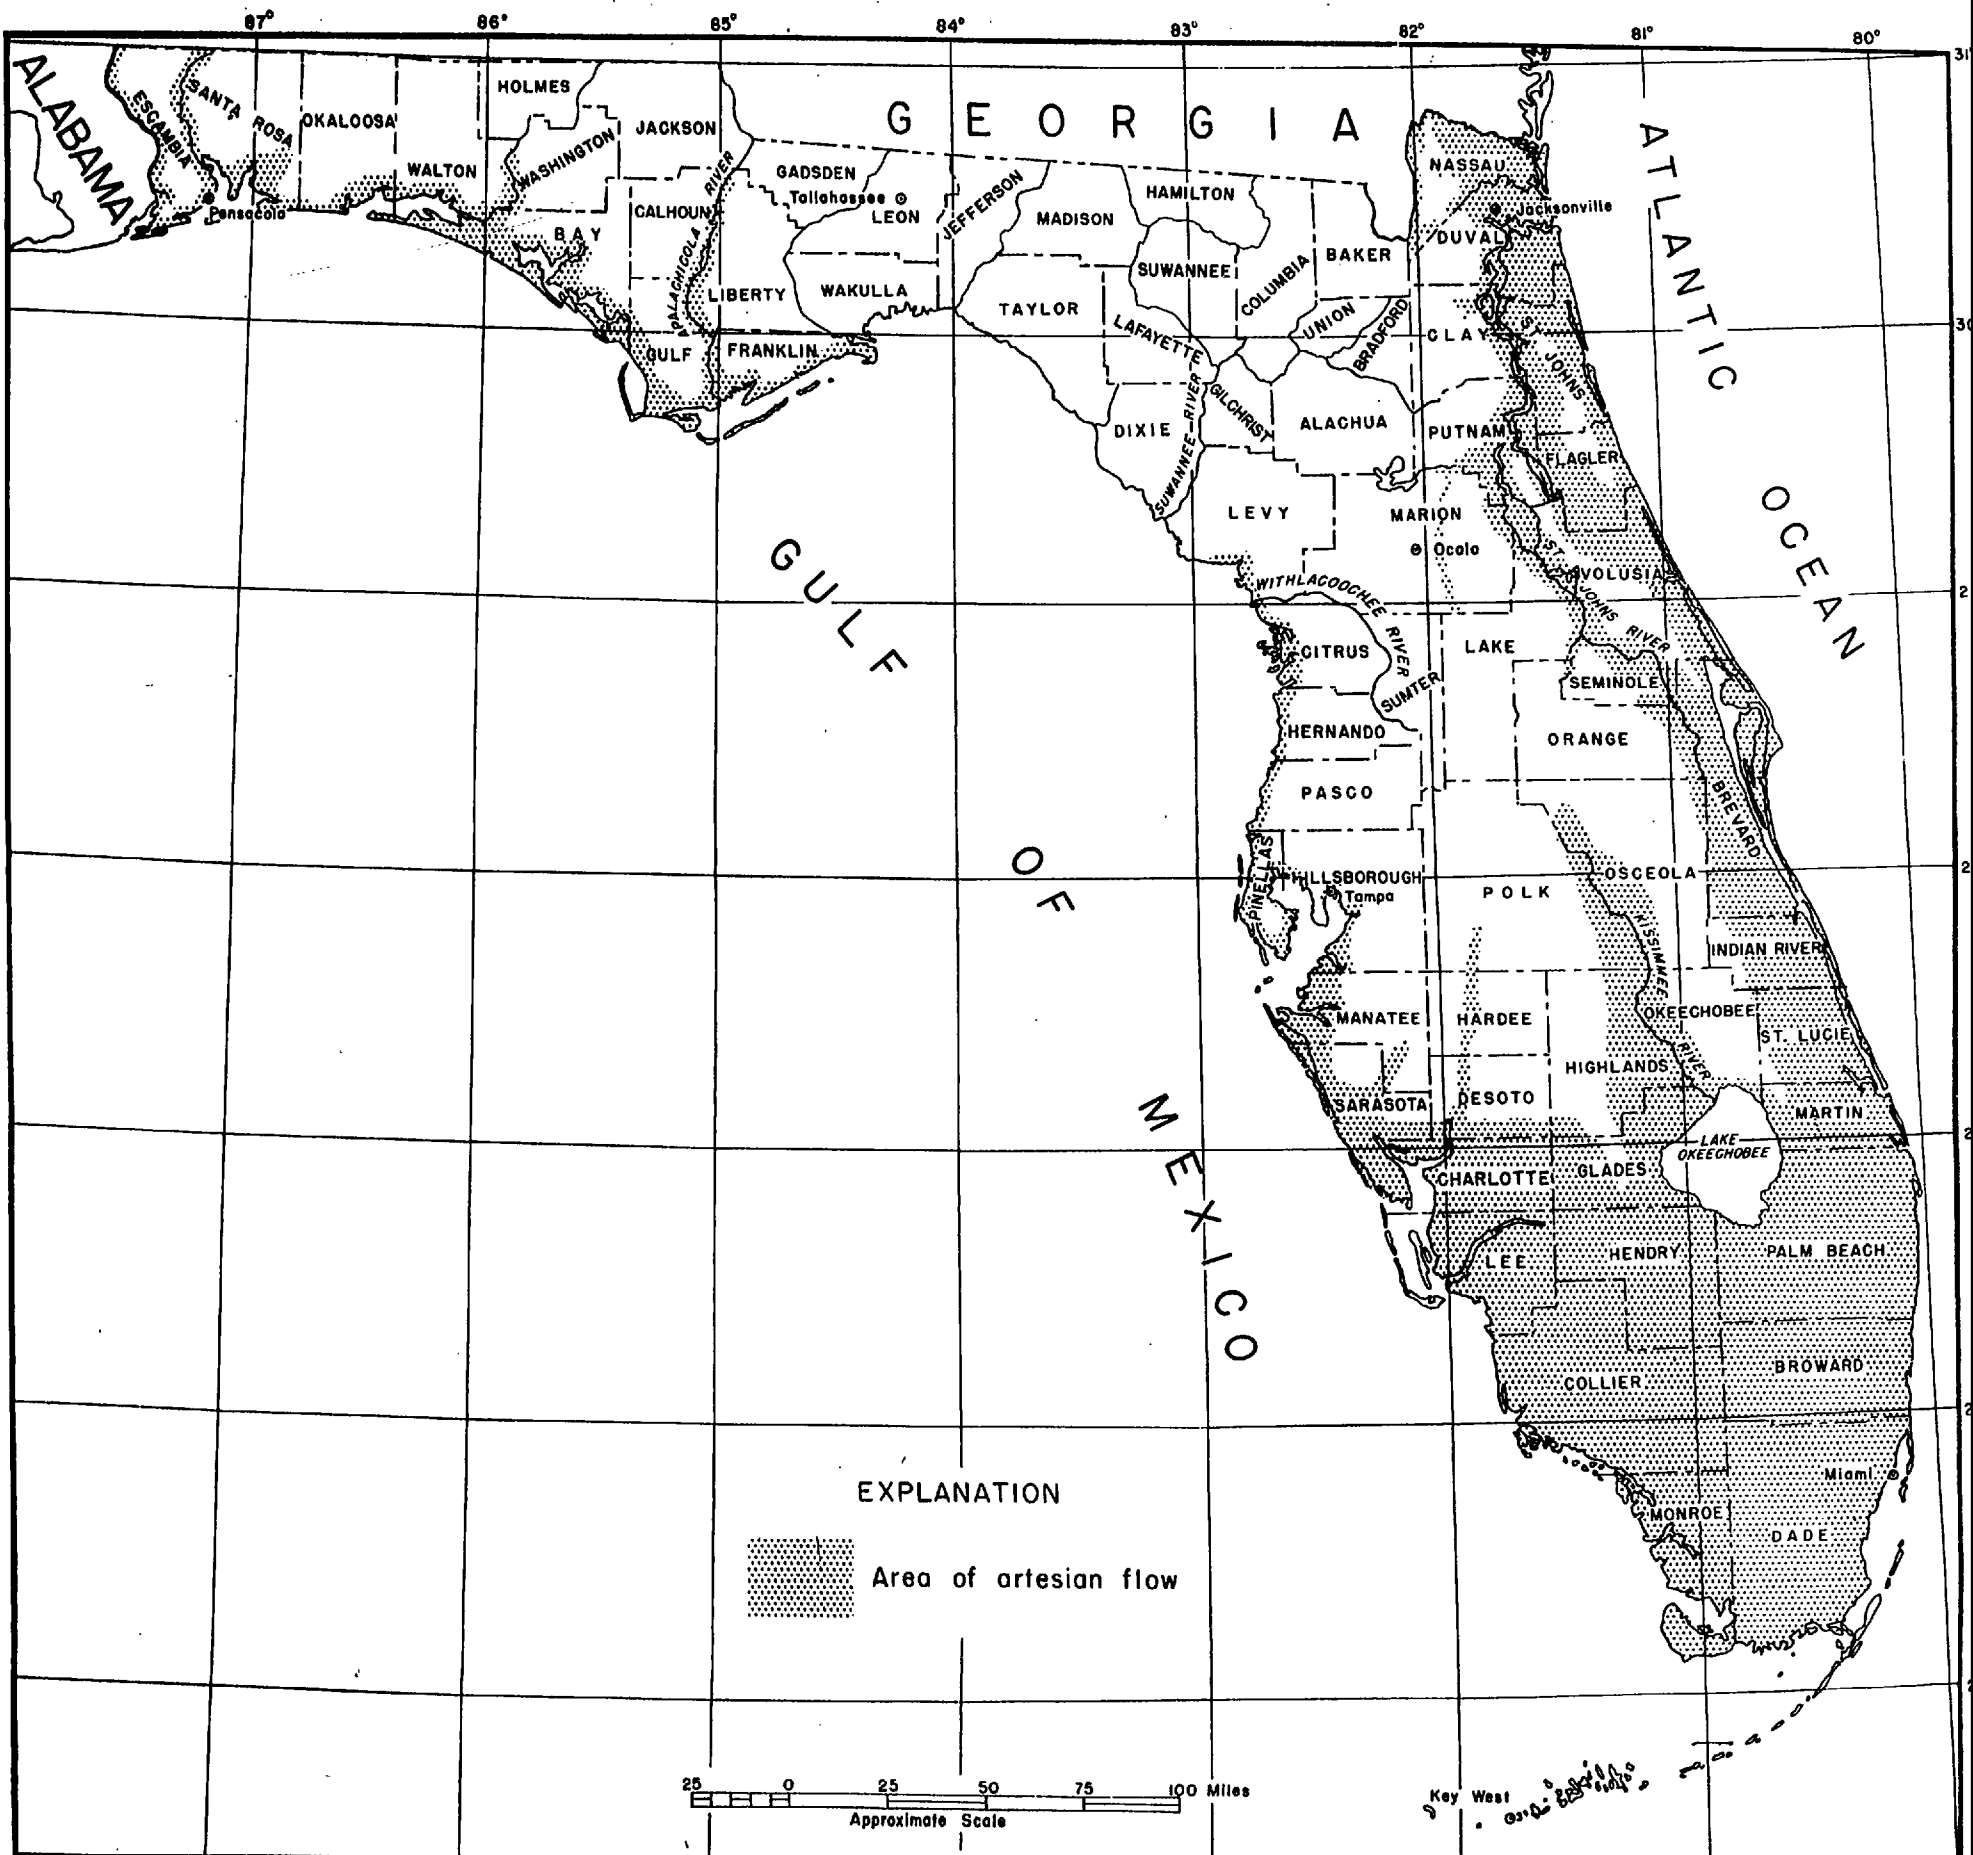 87° 86° 85° 84° 83° 82° 81° 80°
31°
ALABAMA
GEORGIA
ATLANTIC
OCEAN
GULF
OF
MEXICO
ESCAMBIA
SANTA ROSA
OKALOOSA
WALTON
HOLMES
WASHINGTON
JACKSON
BAY
CALHOUN
APALACHICOLA RIVER
GULF
LIBERTY
FRANKLIN
GADSDEN
Tallahassee
LEON
WAKULLA
JEFFERSON
MADISON
TAYLOR
HAMILTON
SUWANNEE
LAFAYETTE
DIXIE
SUWANNEE RIVER
COLUMBIA
BAKER
UNION
BRADFORD
GILCHRIST
ALACHUA
LEVY
NASSAU
Jacksonville
DUVAL
CLAY
ST. JOHNS
PUTNAM
FLAGLER
MARION
Ocala
ST. JOHNS RIVER
VOLUSIA
WITHLACOOCHEE RIVER
CITRUS
SUMTER
LAKE
SEMINOLE
HERNANDO
ORANGE
PASCO
BREVARD
PINELLAS
HILLSBOROUGH
Tampa
POLK
OSCEOLA
KISSIMMEE RIVER
INDIAN RIVER
MANATEE
HARDEE
OKEECHOBEE
ST. LUCIE
HIGHLANDS
SARASOTA
DESOTO
MARTIN
LAKE
OKEECHOBEE
CHARLOTTE
GLADES
LEE
HENDRY
PALM BEACH
COLLIER
BROWARD
Miami
MONROE
DADE
Key West
Pensacola
EXPLANATION
Area of artesian flow
25 0 25 50 75 100 Miles
Approximate Scale